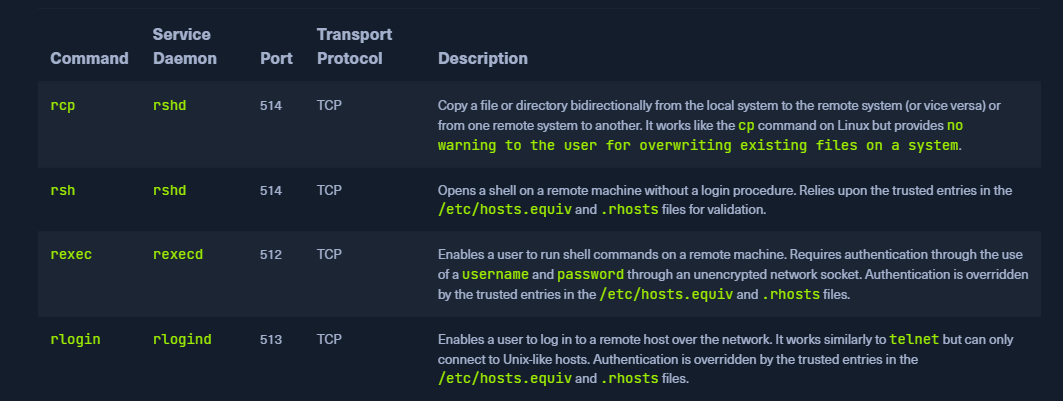 Service Transport
Command Daemon Port Protocol Description
rcp rshd 514 TCP Copy a file or directory bidirectionally from the local system to the remote system (or vice versa) or
from one remote system to another. It works like the cp command on Linux but provides no
warning to the user for overwriting existing files on a system.
rsh rshd 514 TCP Opens a shell on a remote machine without a login procedure. Relies upon the trusted entries in the
/etc/hosts.equiv and .rhosts files for validation.
rexec rexecd 512 TCP Enables a user to run shell commands on a remote machine. Requires authentication through the use
of a username and password through an unencrypted network socket. Authentication is overridden
by the trusted entries in the /etc/hosts.equiv and .rhosts files.
rlogin rlogind 513 TCP Enables a user to log in to a remote host over the network. It works similarly to telnet but can only
connect to Unix-like hosts. Authentication is overridden by the trusted entries in the
/etc/hosts.equiv and .rhosts files.